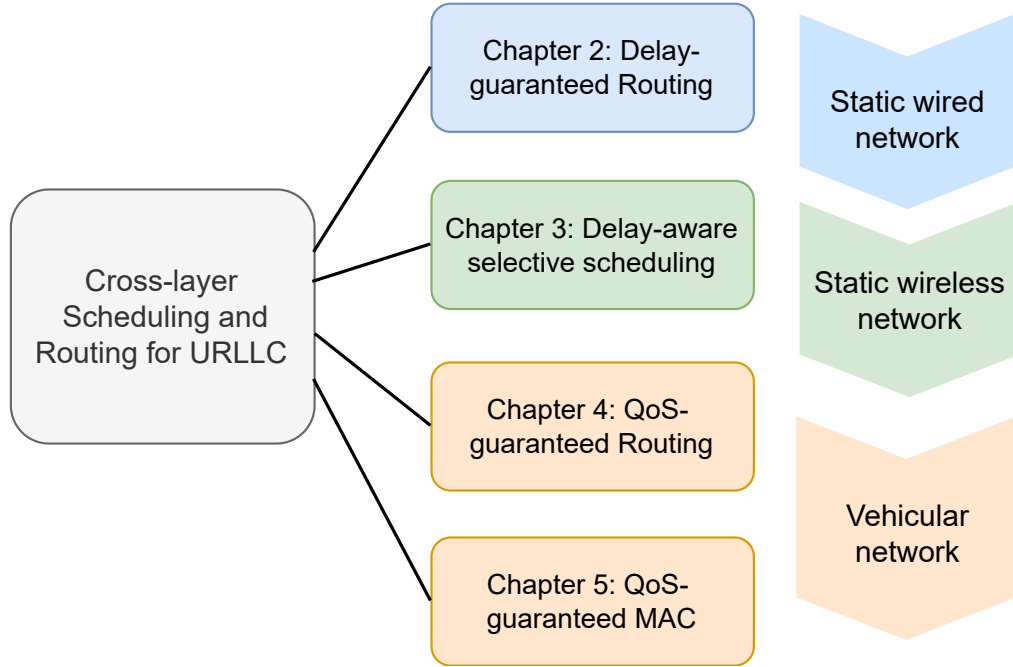 Cross-layer
Scheduling and
Routing for URLLC
Chapter 2: Delay-
guaranteed Routing
Chapter 3: Delay-aware
selective scheduling
Chapter 4: QoS-
guaranteed Routing
Chapter 5: QoS-
guaranteed MAC
Static wired
network
Static wireless
network
Vehicular
network